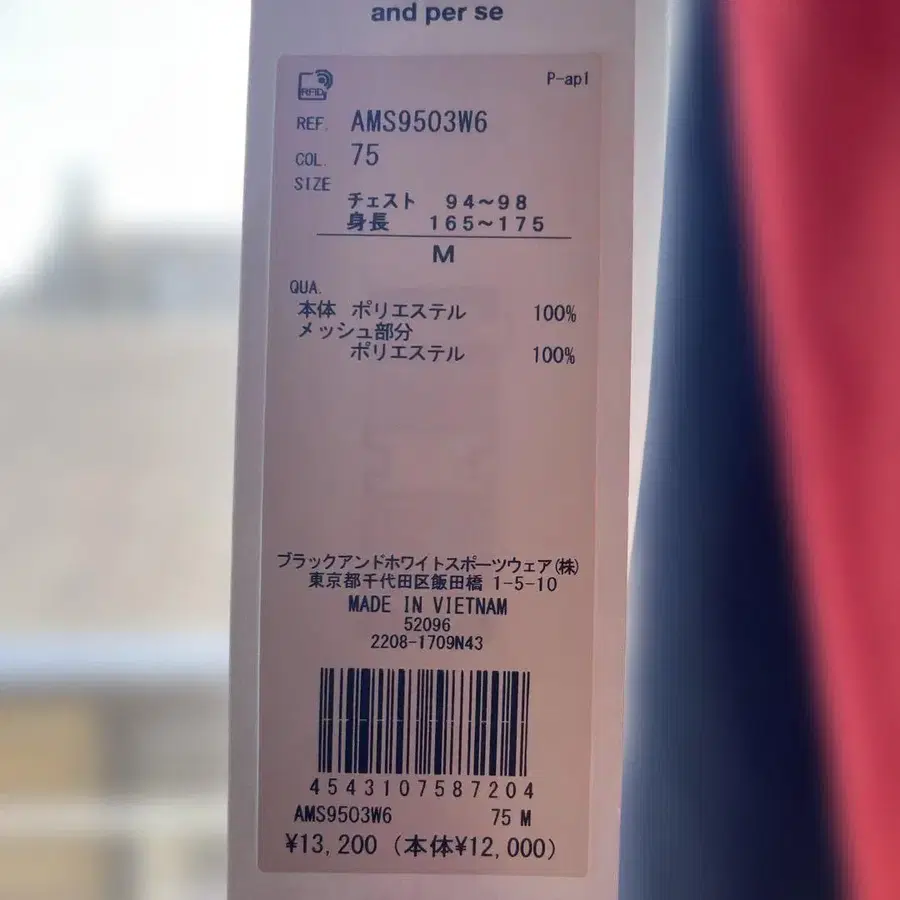 and per se
RFID
P-apl
REF. AMS9503W6
COL. 75
SIZE
チェスト 94~98
身長 165~175
M
QUA.
本体 ポリエステル 100%
メッシュ部分
ポリエステル 100%
ブラックアンドホワイトスポーツウェア(株)
東京都千代田区飯田橋 1-5-10
MADE IN VIETNAM
52096
2208-1709N43
4543107587204
AMS9503W6 75 M
¥13,200 (本体¥12,000)